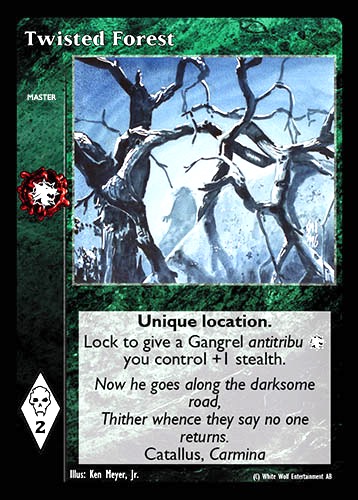 Twisted Forest
MASTER
Unique location.
Lock to give a Gangrel antitribu
you control +1 stealth.
Now he goes along the darksome
road,
Thither whence they say no one
returns.
Catallus, Carmina
2
Illus: Ken Meyer, Jr.
(C) White Wolf Entertainment AB